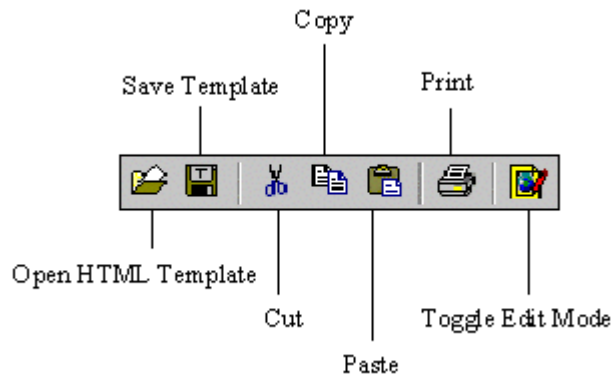 Copy
Save Template
Print
T
Open HTML Template
Cut
Toggle Edit Mode
Paste